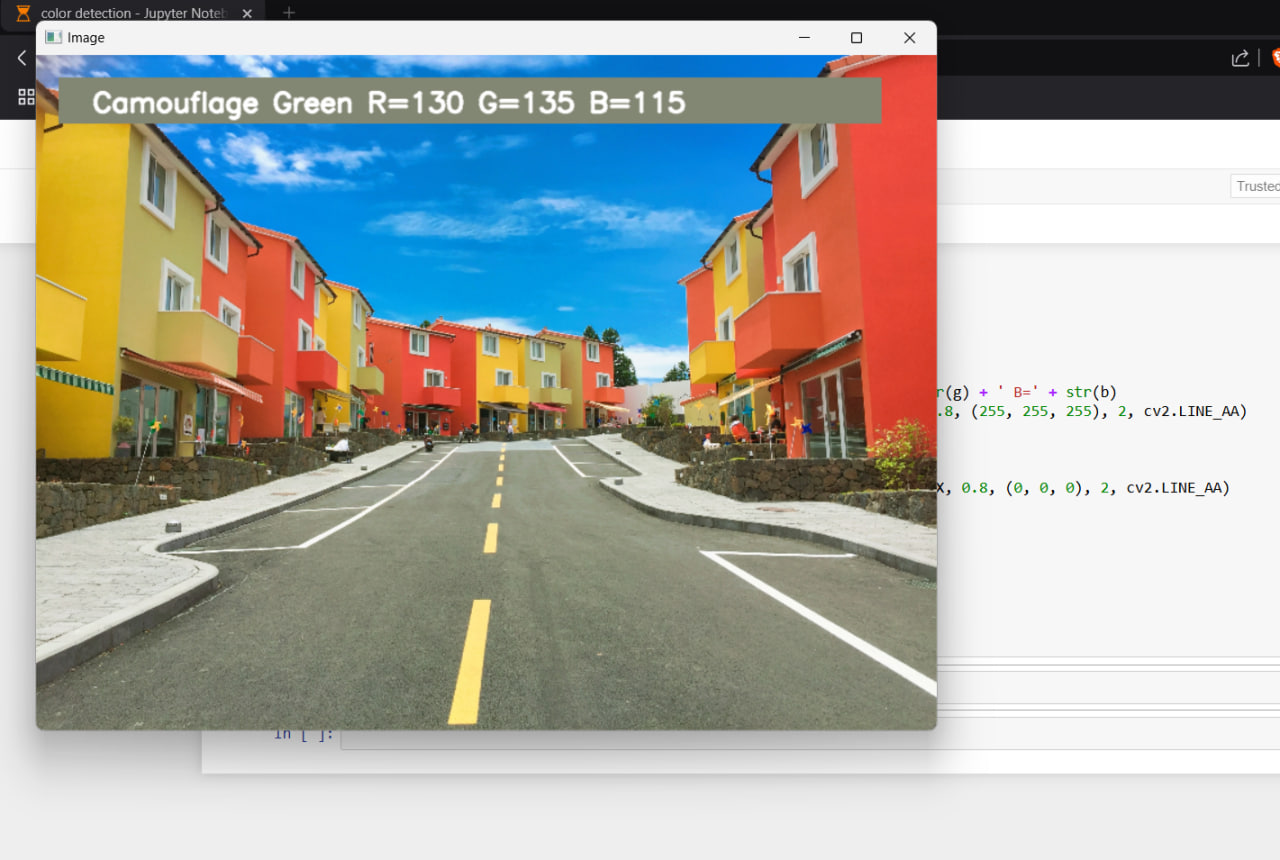 color detection - Jupyter Noteb
Image
Camouflage Green R=130 G=135 B=115
Trusted
r(g) + ' B=' + str(b)
.8, (255, 255, 255), 2, cv2.LINE_AA)
X, 0.8, (0, 0, 0), 2, cv2.LINE_AA)
In [ ]: